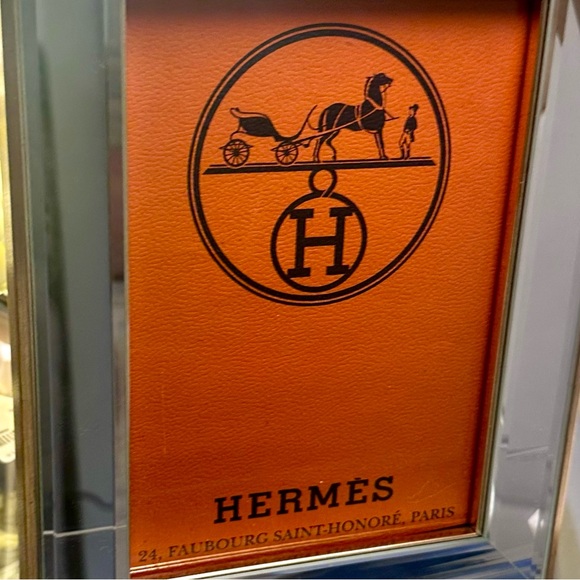 H
HERMÈS
24, FAUBOURG SAINT-HONORÉ, PARIS